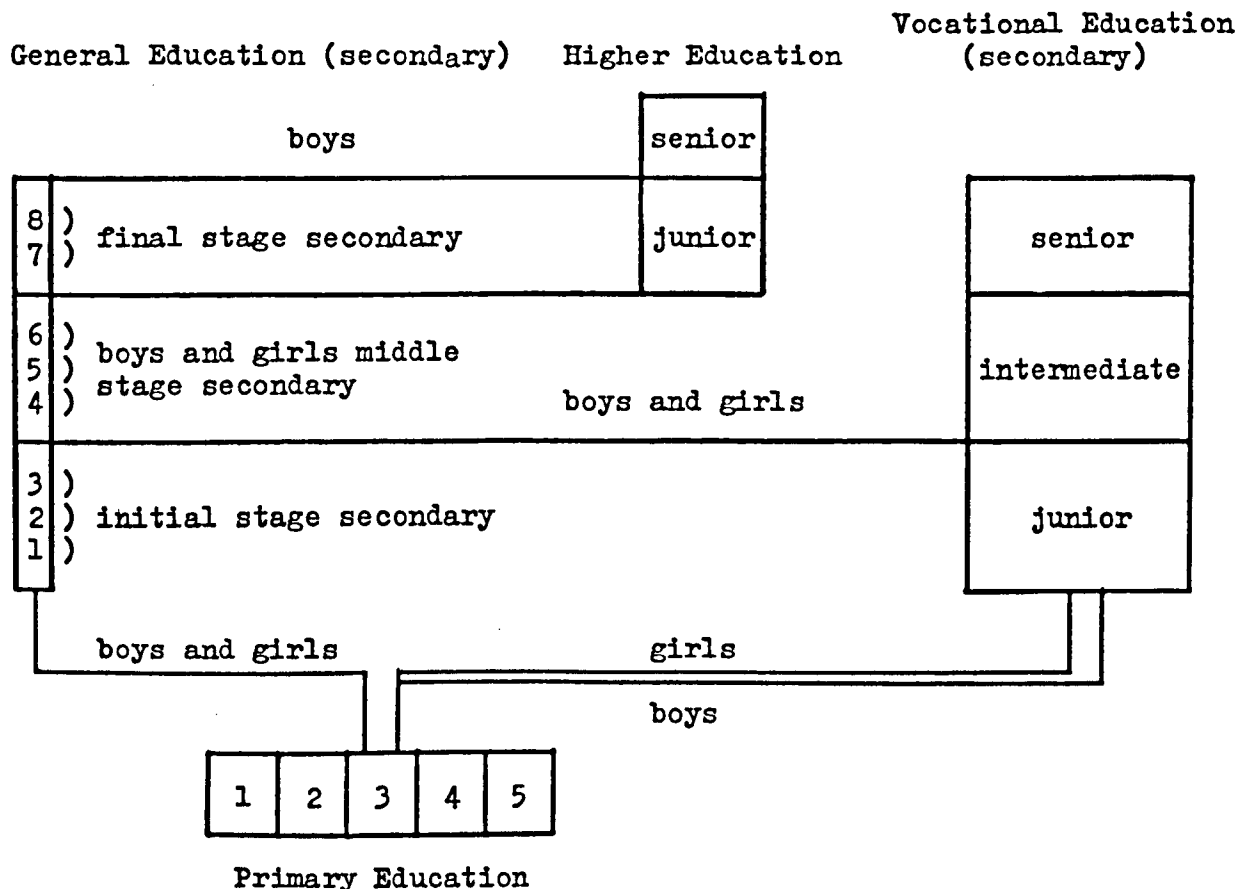 Vocational Education
General Education (secondary) Higher Education (secondary)
boys senior
8 )
7 ) final stage secondary junior senior
6 )
5 ) boys and girls middle
4 ) stage secondary intermediate
boys and girls
3 )
2 ) initial stage secondary junior
1 )
boys and girls girls
boys
1 2 3 4 5
Primary Education